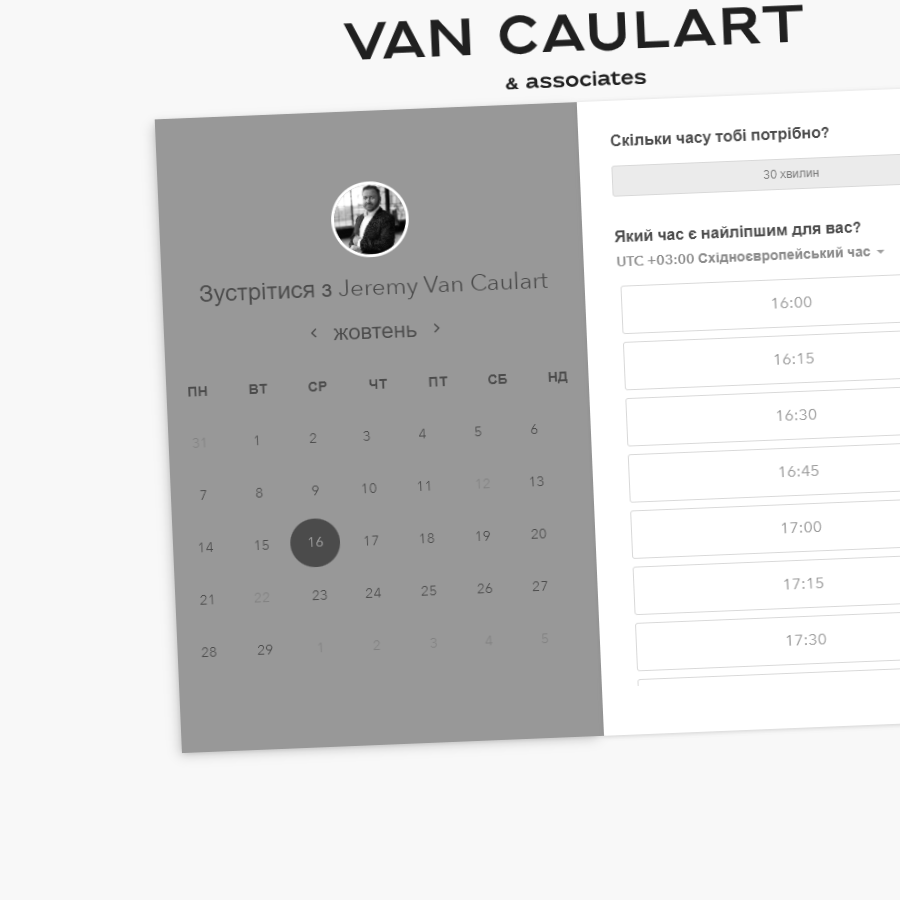 VAN CAULART
& associates
Зустрітися з Jeremy Van Caulart
жовтень
ПН ВТ СР ЧТ ПТ СБ НД
31 1 2 3 4 5 6
7 8 9 10 11 12 13
14 15 16 17 18 19 20
21 22 23 24 25 26 27
28 29 1 2 3 4 5
Скільки часу тобі потрібно?
30 хвилин
Який час є найліпшим для вас?
UTC +03:00 Східноєвропейський час
16:00
16:15
16:30
16:45
17:00
17:15
17:30